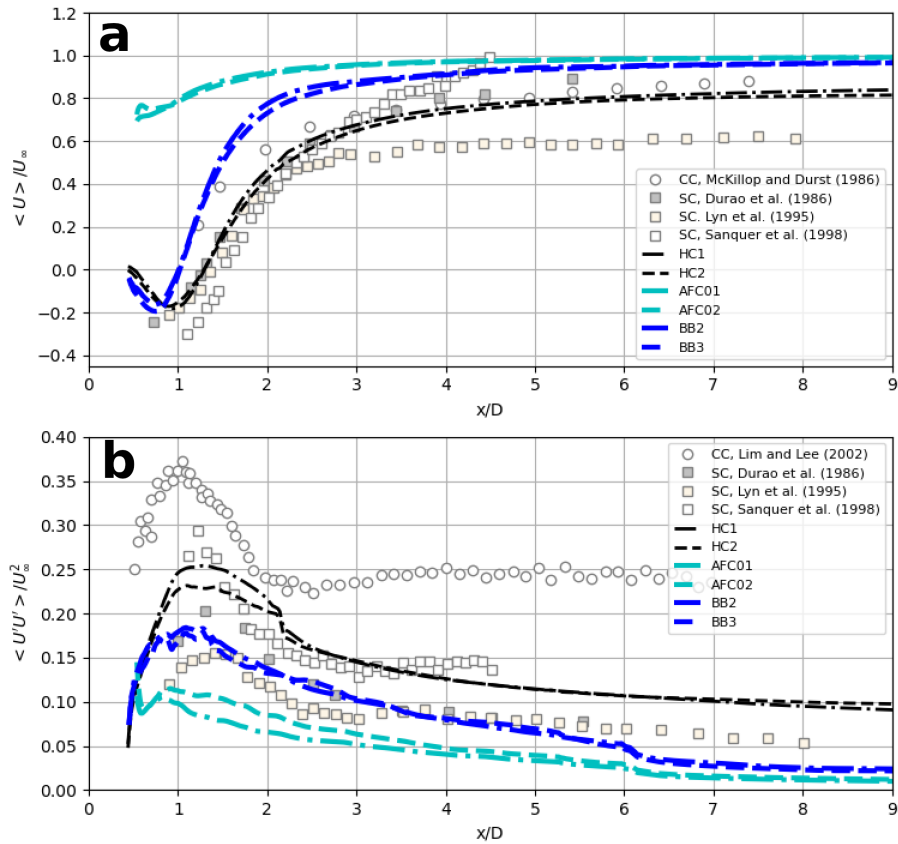 a
1.2
1.0
0.8
0.6
0.4
0.2
0.0
−0.2
−0.4
< U > /U∞
CC, McKillop and Durst (1986)
SC, Durao et al. (1986)
SC. Lyn et al. (1995)
SC, Sanquer et al. (1998)
HC1
HC2
AFC01
AFC02
BB2
BB3
0 1 2 3 4 5 6 7 8 9
x/D
b
0.40
0.35
0.30
0.25
0.20
0.15
0.10
0.05
0.00
< U'U' > /U²∞
CC, Lim and Lee (2002)
SC, Durao et al. (1986)
SC, Lyn et al. (1995)
SC, Sanquer et al. (1998)
HC1
HC2
AFC01
AFC02
BB2
BB3
0 1 2 3 4 5 6 7 8 9
x/D